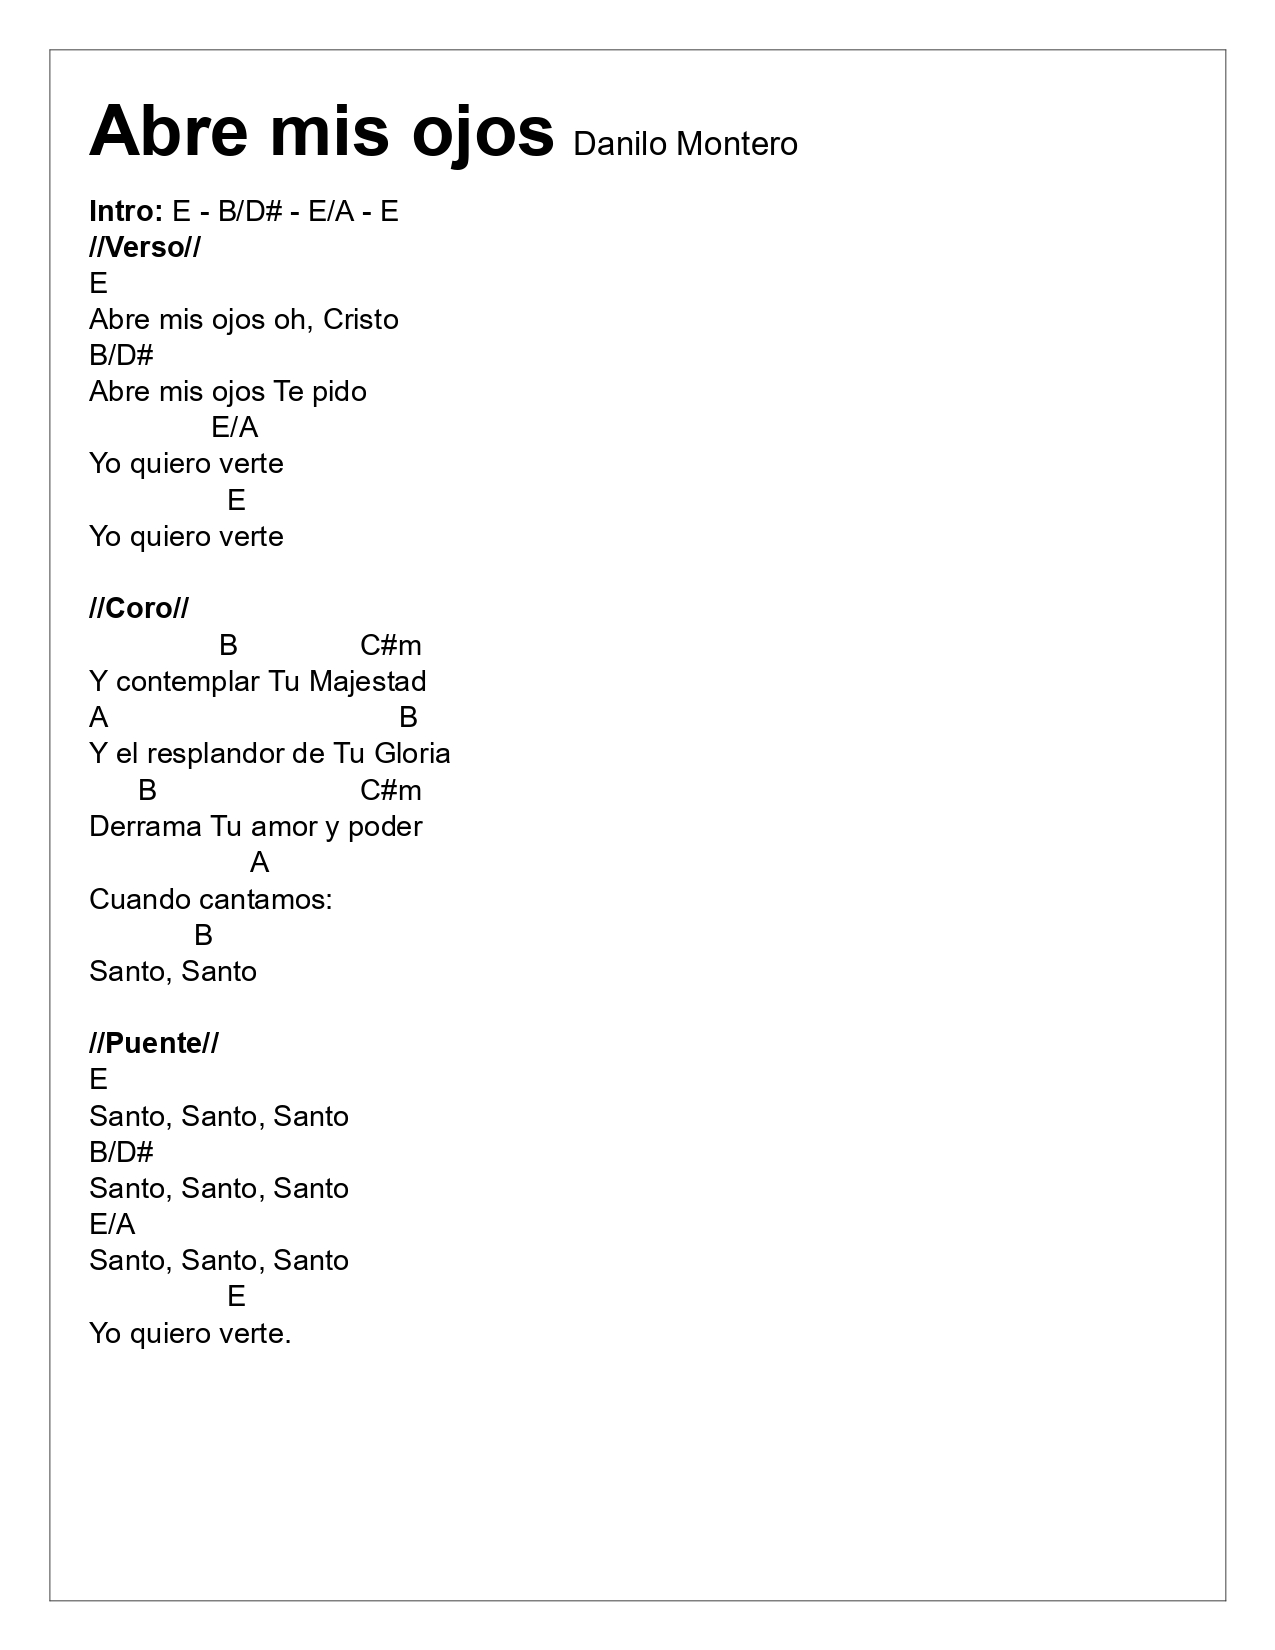 Abre mis ojos Danilo Montero
Intro: E - B/D# - E/A - E
//Verso//
E
Abre mis ojos oh, Cristo
B/D#
Abre mis ojos Te pido
E/A
Yo quiero verte
E
Yo quiero verte
//Coro//
B C#m
Y contemplar Tu Majestad
A B
Y el resplandor de Tu Gloria
B C#m
Derrama Tu amor y poder
A
Cuando cantamos:
B
Santo, Santo
//Puente//
E
Santo, Santo, Santo
B/D#
Santo, Santo, Santo
E/A
Santo, Santo, Santo
E
Yo quiero verte.